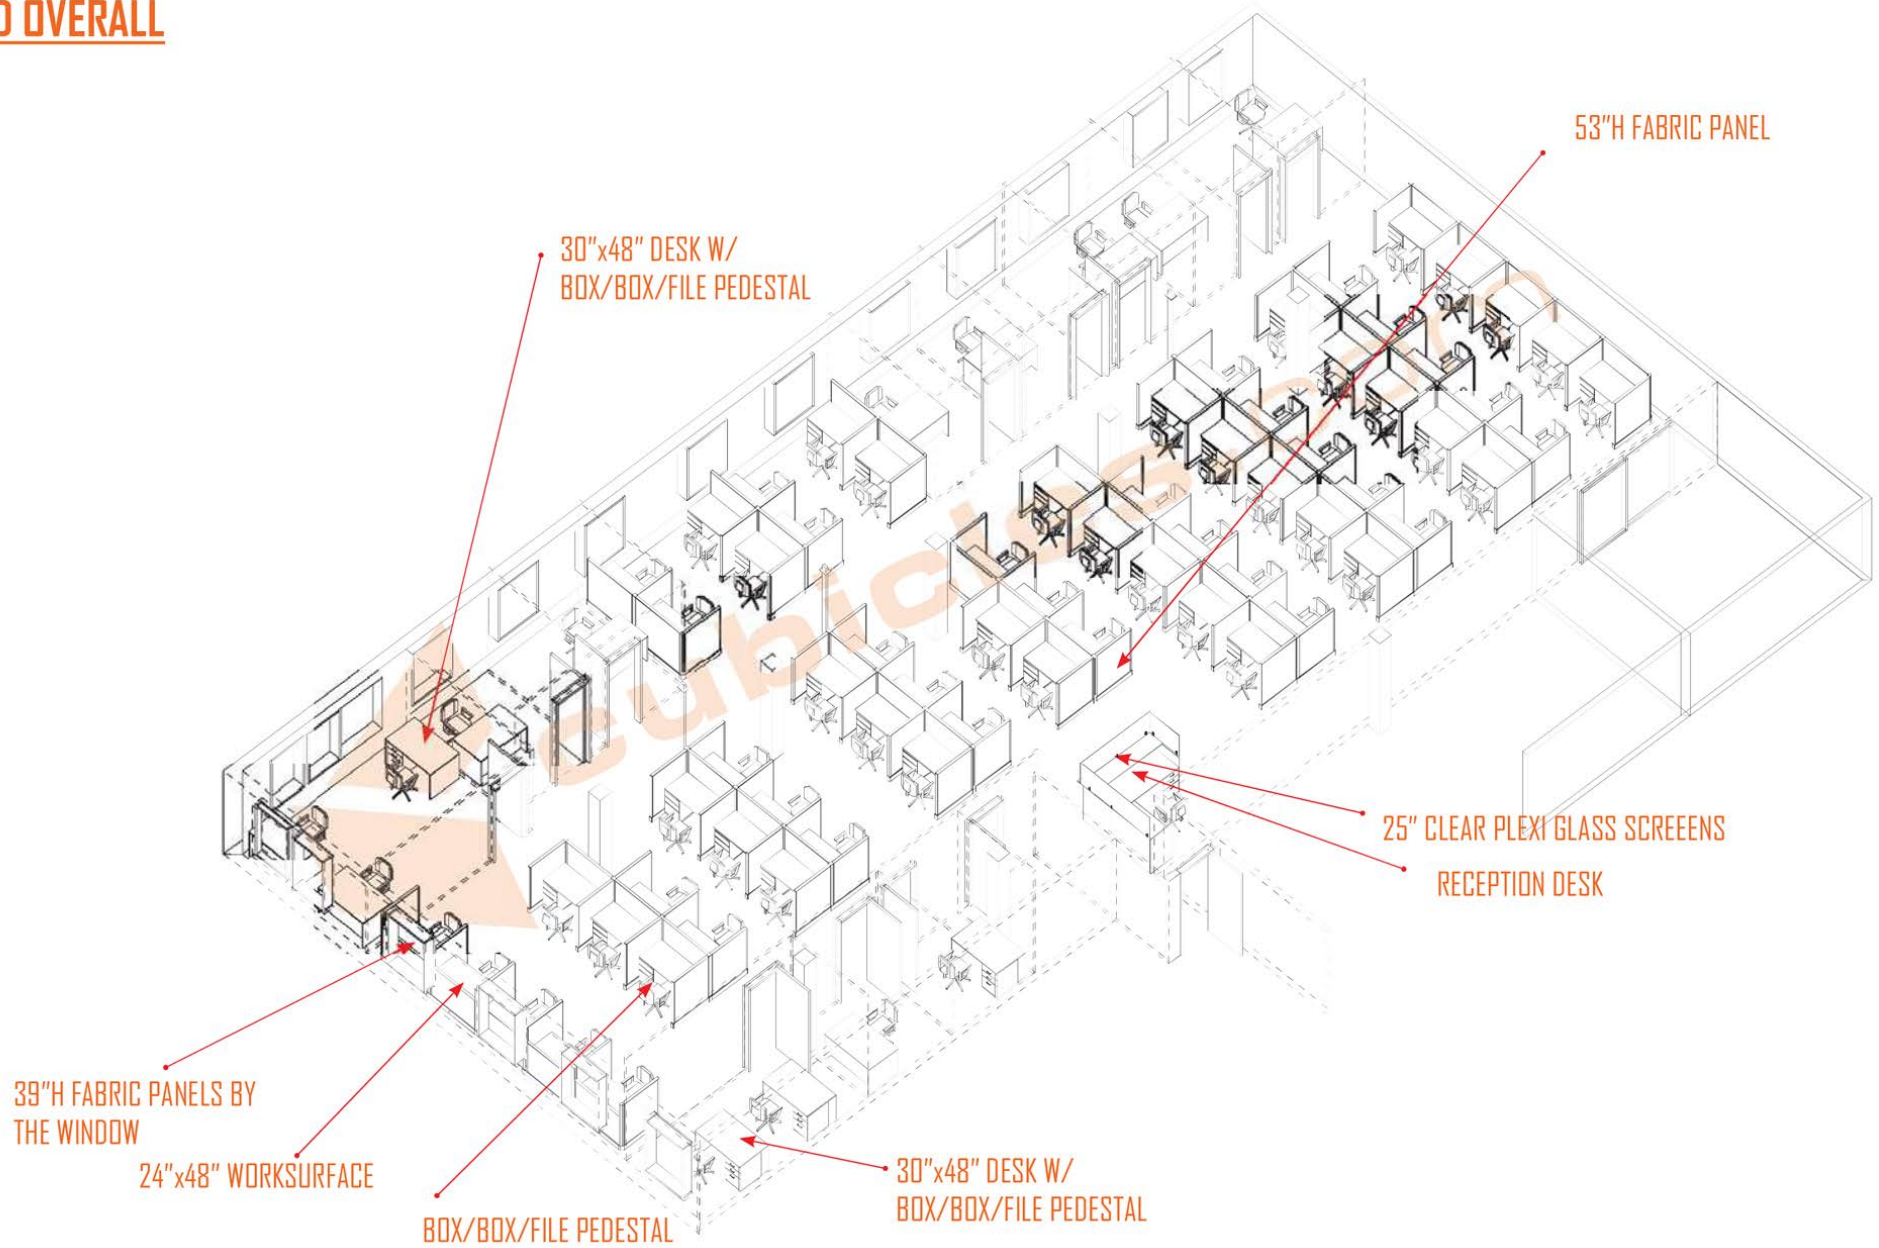 D OVERALL
53"H FABRIC PANEL
30"x48" DESK W/
BOX/BOX/FILE PEDESTAL
cubicles.com
25" CLEAR PLEXI GLASS SCREEENS
RECEPTION DESK
39"H FABRIC PANELS BY
THE WINDOW
24"x48" WORKSURFACE
30"x48" DESK W/
BOX/BOX/FILE PEDESTAL
BOX/BOX/FILE PEDESTAL